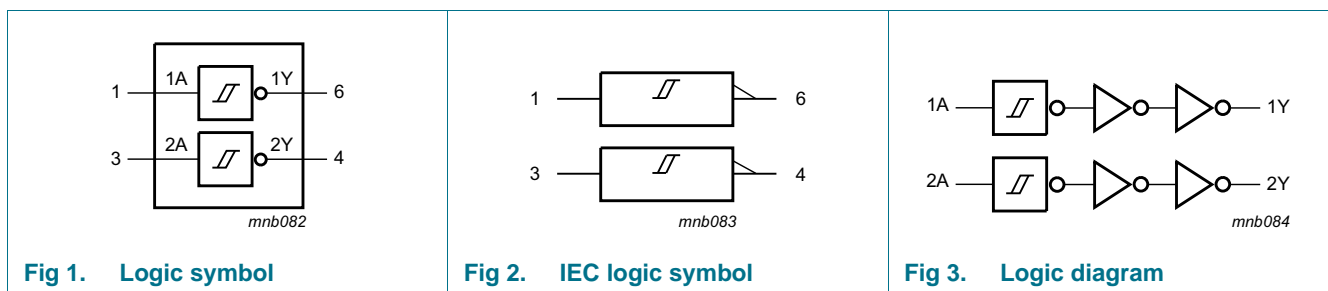 1 1A 1Y 6
3 2A 2Y 4
mnb082
Fig 1. Logic symbol
1 6
3 4
mnb083
Fig 2. IEC logic symbol
1A 1Y
2A 2Y
mnb084
Fig 3. Logic diagram